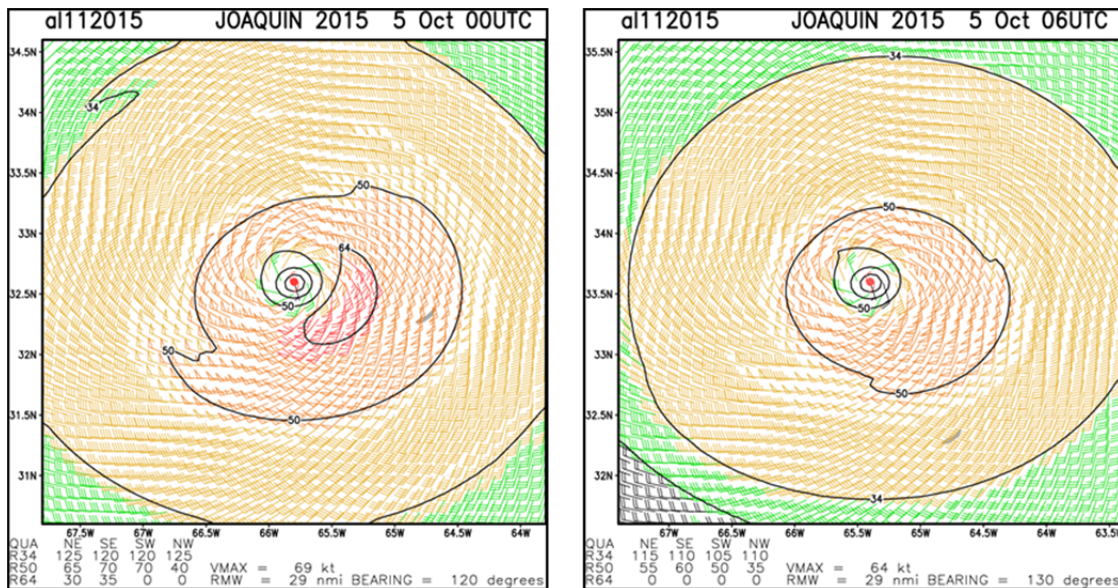 al112015 JOAQUIN 2015 5 Oct 00UTC
34.5N
34N
33.5N
33N
32.5N
32N
31.5N
31N
34
50
64
50
50
50
67.5W 67W 66.5W 66W 65.5W 65W 64.5W 64W
QUA NE SE SW NW
R34 125 120 120 125
R50 65 70 70 40 VMAX = 69 kt
R64 30 35 0 0 RMW = 29 nmi BEARING = 120 degrees
al112015 JOAQUIN 2015 5 Oct 06UTC
35.5N
35N
34.5N
34N
33.5N
33N
32.5N
32N
34
50
50
50
34
67W 66.5W 66W 65.5W 65W 64.5W 64W 63.5W
QUA NE SE SW NW
R34 115 110 105 110
R50 55 60 50 35 VMAX = 64 kt
R64 0 0 0 0 RMW = 29 nmi BEARING = 130 degrees